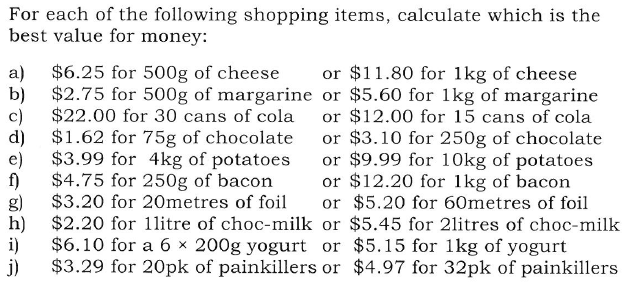 For each of the following shopping items, calculate which is the
best value for money:
a) $6.25 for 500g of cheese or $11.80 for 1kg of cheese
b) $2.75 for 500g of margarine or $5.60 for 1kg of margarine
c) $22.00 for 30 cans of cola or $12.00 for 15 cans of cola
d) $1.62 for 75g of chocolate or $3.10 for 250g of chocolate
e) $3.99 for 4kg of potatoes or $9.99 for 10kg of potatoes
f) $4.75 for 250g of bacon or $12.20 for 1kg of bacon
g) $3.20 for 20metres of foil or $5.20 for 60metres of foil
h) $2.20 for 1litre of choc-milk or $5.45 for 2litres of choc-milk
i) $6.10 for a 6 × 200g yogurt or $5.15 for 1kg of yogurt
j) $3.29 for 20pk of painkillers or $4.97 for 32pk of painkillers